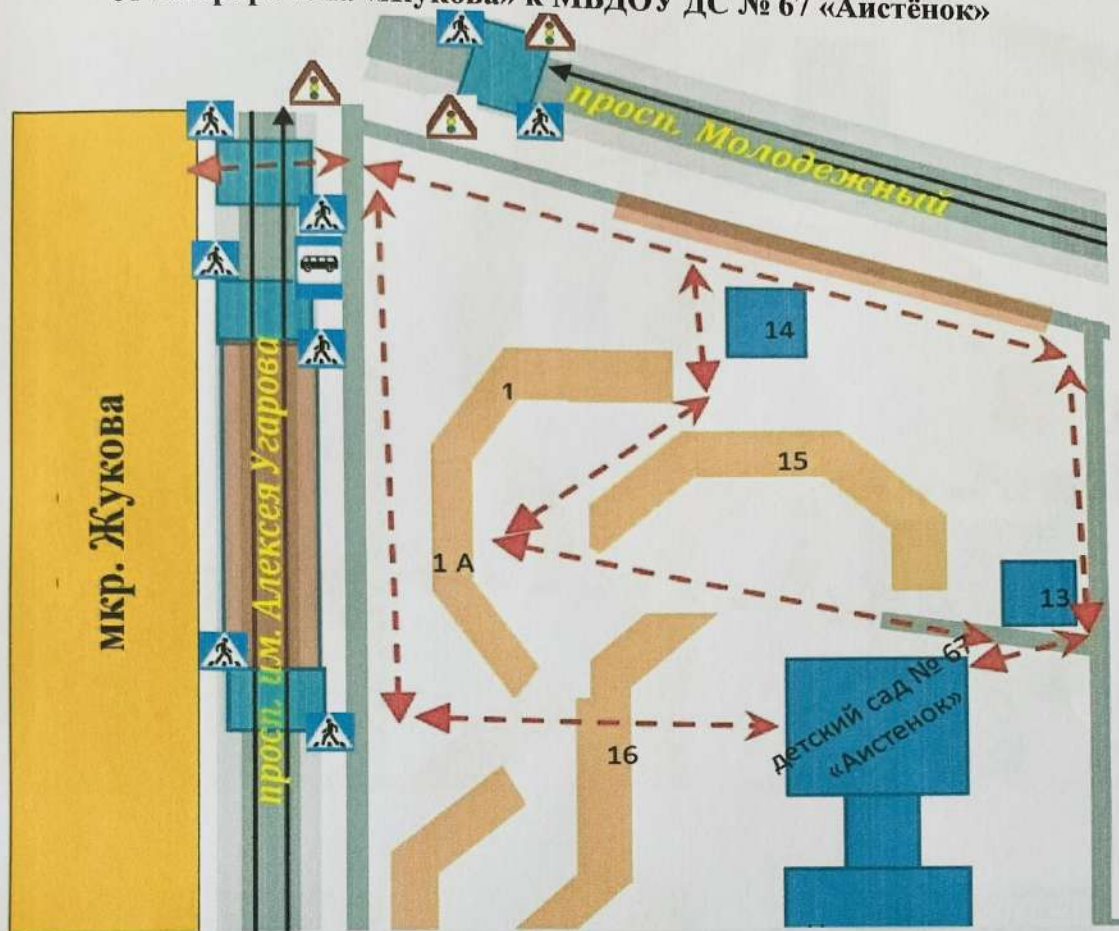 «Жукова» к МБДОУ ДС № 67 «Аистёнок»
просп. Молодежный
14
1
просп. им. Алексея Угарова
мкр. Жукова
15
1 А
13
детский сад № 67
«Аистенок»
16